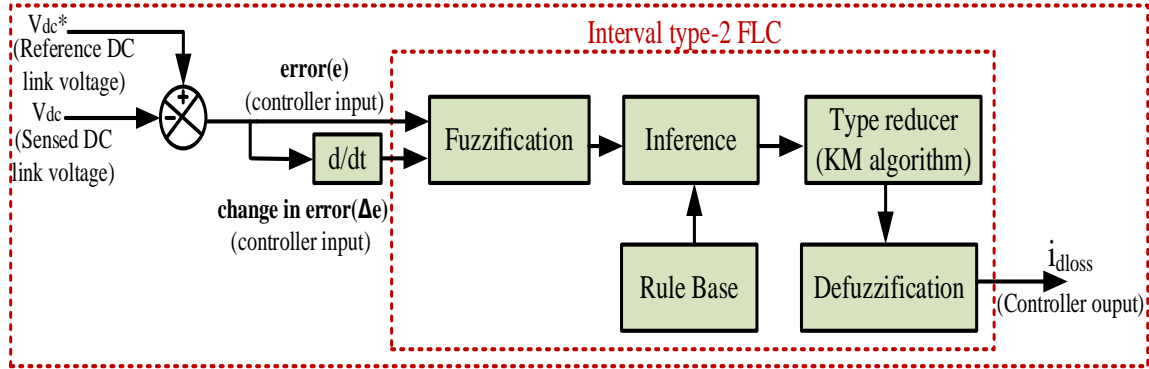 Vdc*
(Reference DC
link voltage)
Vdc
(Sensed DC
link voltage)
+
-
error(e)
(controller input)
d/dt
change in error(Δe)
(controller input)
Interval type-2 FLC
Fuzzification
Inference
Type reducer
(KM algorithm)
Rule Base
Defuzzification
idloss
(Controller ouput)